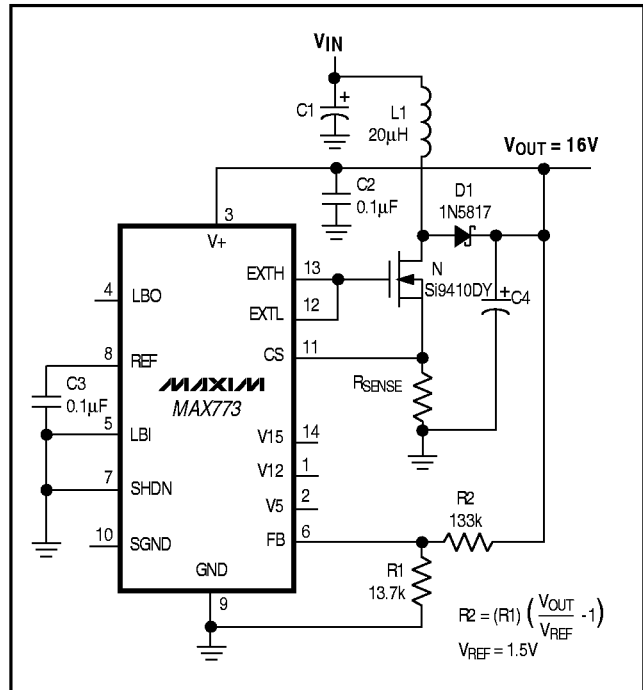 VIN
C1
+
L1
20µH
VOUT = 16V
C2
0.1µF
D1
1N5817
3
V+
EXTH
13
N
Si9410DY
+
C4
4
LBO
EXTL
12
8
REF
CS
11
C3
0.1µF
MAXIM
MAX773
RSENSE
5
LBI
V15
14
V12
1
7
SHDN
V5
2
R2
133k
10
SGND
FB
6
GND
R1
13.7k
9
R2 = (R1) ( VOUT / VREF -1 )
VREF = 1.5V